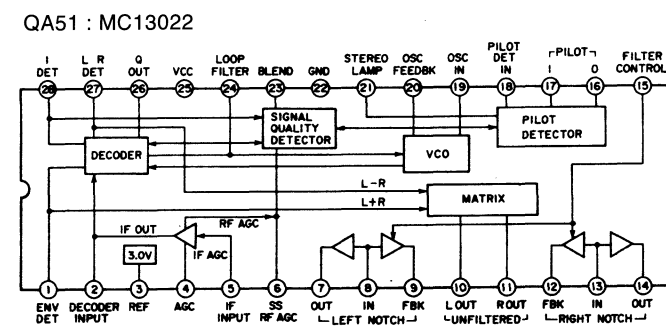 QA51 : MC13022
I DET
L R DET
Q OUT
VCC
LOOP FILTER
BLEND
GND
STEREO LAMP
OSC FEEDBK
OSC IN
PILOT DET IN
PILOT
I
O
FILTER CONTROL
28 27 26 25 24 23 22 21 20 19 18 17 16 15
SIGNAL QUALITY DETECTOR
PILOT DETECTOR
DECODER
VCO
L-R
L+R
MATRIX
IF OUT
RF AGC
IF AGC
3.0V
1 2 3 4 5 6 7 8 9 10 11 12 13 14
ENV DET
DECODER INPUT
REF
AGC
IF INPUT
SS RF AGC
OUT
IN
FBK
LEFT NOTCH
L OUT
R OUT
UNFILTERED
FBK
IN
OUT
RIGHT NOTCH